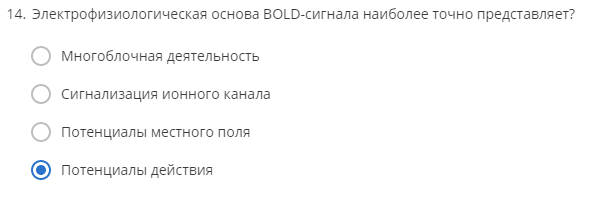 14. Электрофизиологическая основа BOLD-сигнала наиболее точно представляет?
Многоблочная деятельность
Сигнализация ионного канала
Потенциалы местного поля
Потенциалы действия